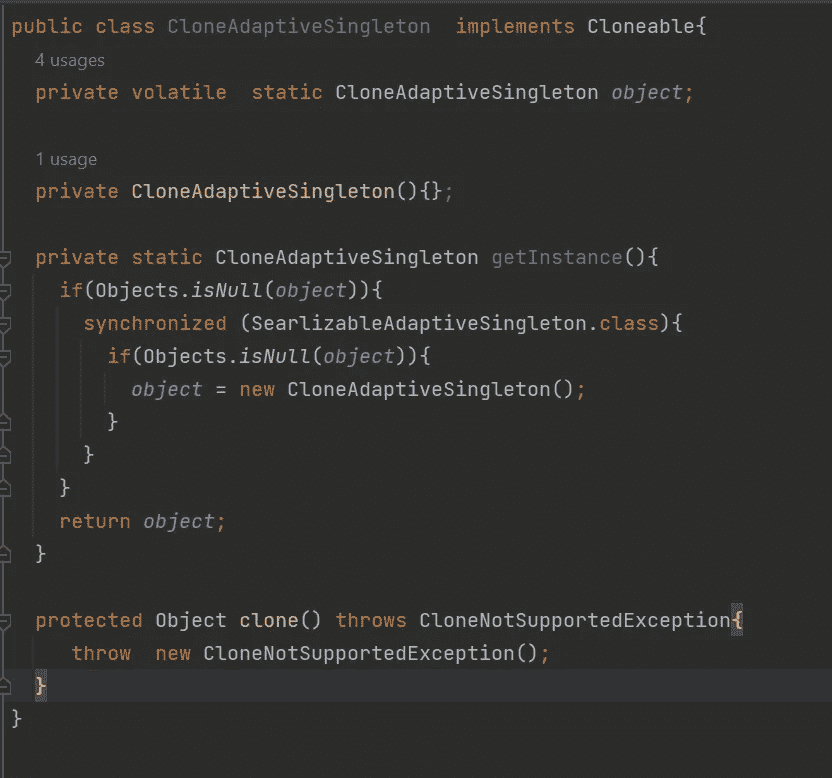 public class CloneAdaptiveSingleton  implements Cloneable{
4 usages
private volatile  static CloneAdaptiveSingleton object;
1 usage
private CloneAdaptiveSingleton(){};
private static CloneAdaptiveSingleton getInstance(){
if(Objects.isNull(object)){
synchronized (SearlizableAdaptiveSingleton.class){
if(Objects.isNull(object)){
object = new CloneAdaptiveSingleton();
}
}
}
return object;
}
protected Object clone() throws CloneNotSupportedException{
throw  new CloneNotSupportedException();
}
}